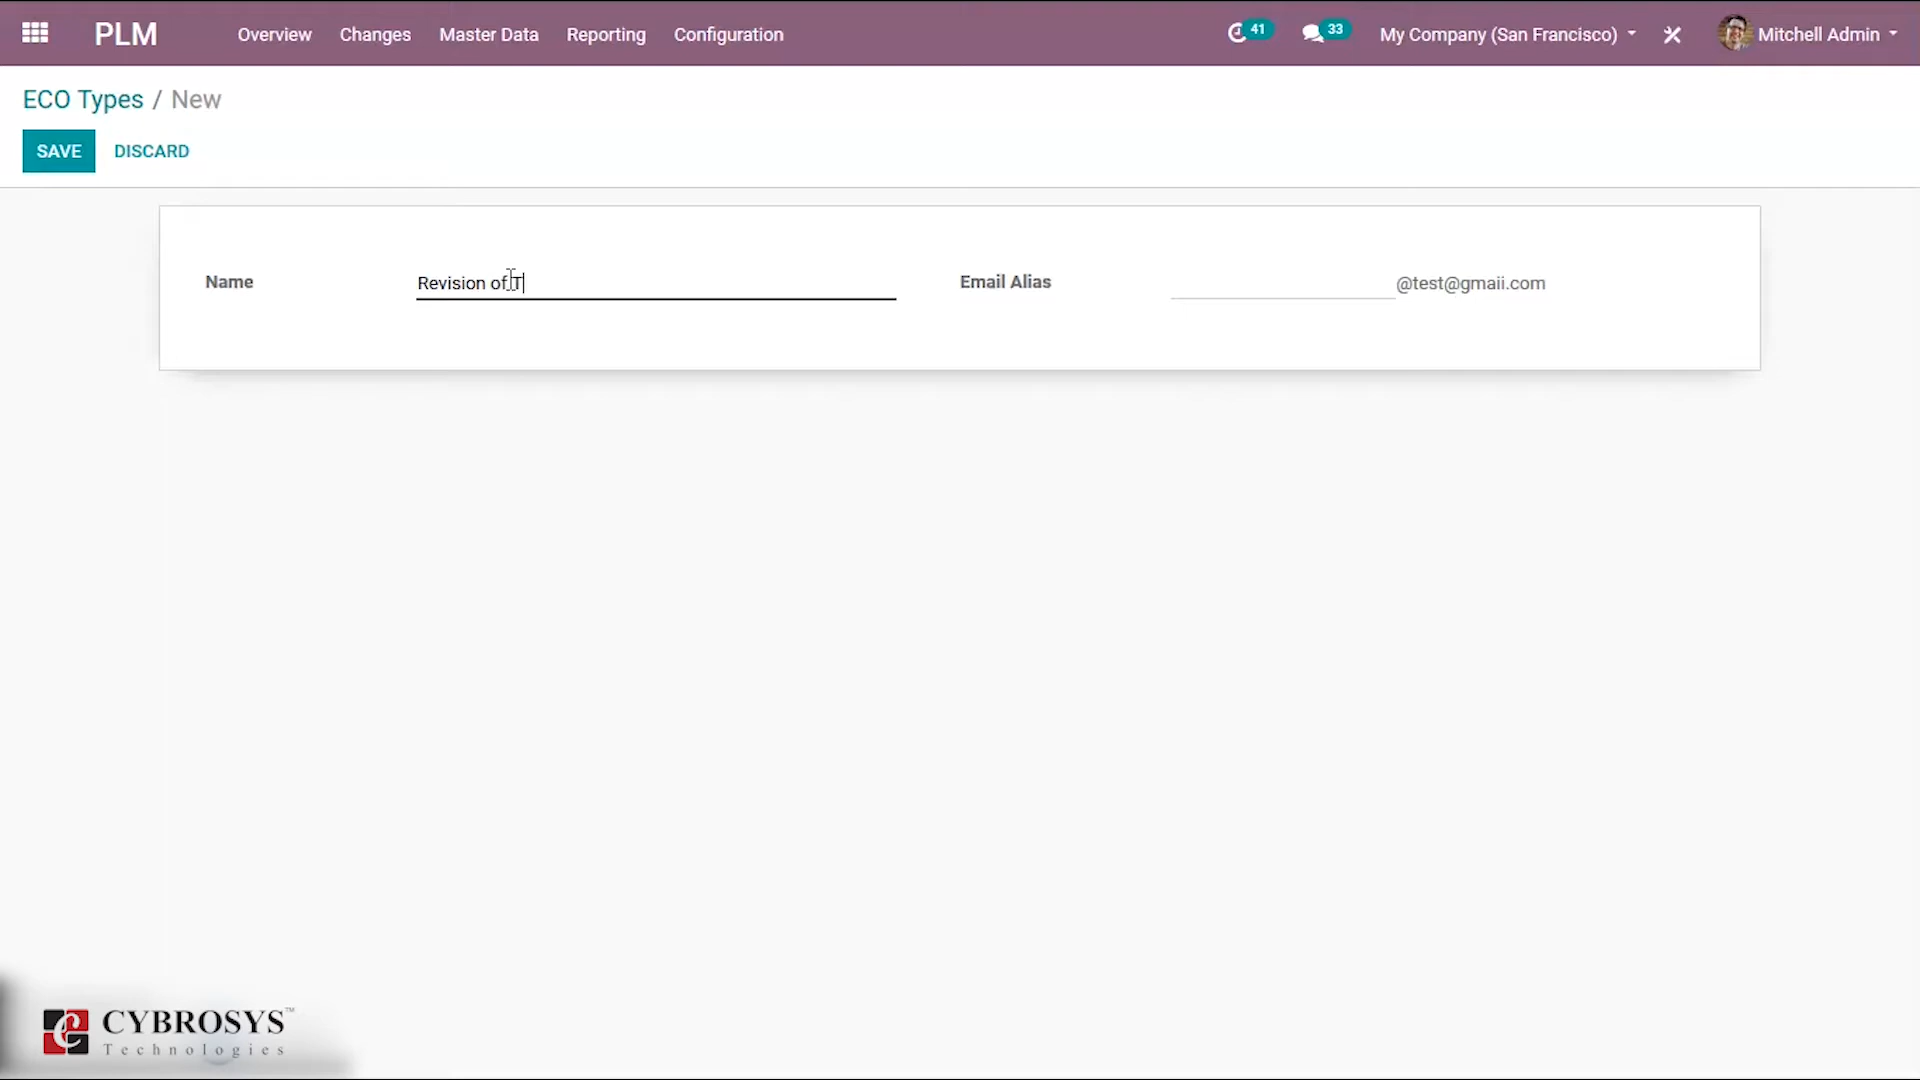 PLM Overview Changes Master Data Reporting Configuration 41 33 My Company (San Francisco) Mitchell Admin
ECO Types / New
SAVE DISCARD
Name Revision of T Email Alias @test@gmaii.com
CYBROSYS™
Technologies